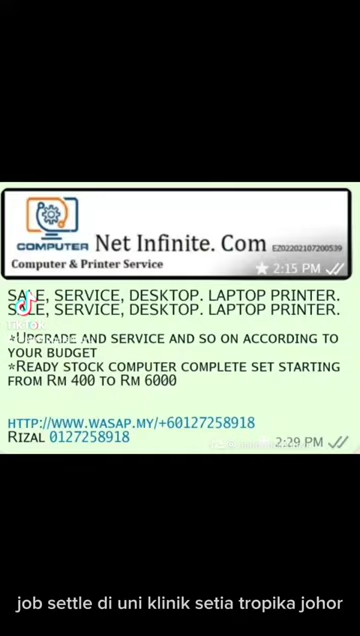 COMPUTER
Net Infinite. Com
EZ02202107200539
Computer & Printer Service
2:15 PM
SALE, SERVICE, DESKTOP. LAPTOP PRINTER.
SALE, SERVICE, DESKTOP. LAPTOP PRINTER.
TikTok
*UPGRADE AND SERVICE AND SO ON ACCORDING TO
YOUR BUDGET
*READY STOCK COMPUTER COMPLETE SET STARTING
FROM RM 400 TO RM 6000
HTTP://WWW.WASAP.MY/+60127258918
RIZAL 0127258918
2:29 PM
job settle di uni klinik setia tropika johor